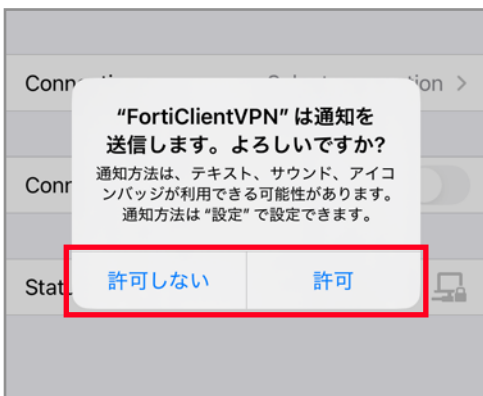 “FortiClientVPN”は通知を
送信します。よろしいですか?
通知方法は、テキスト、サウンド、アイコ
ンバッジが利用できる可能性があります。
通知方法は“設定”で設定できます。
許可しない 許可